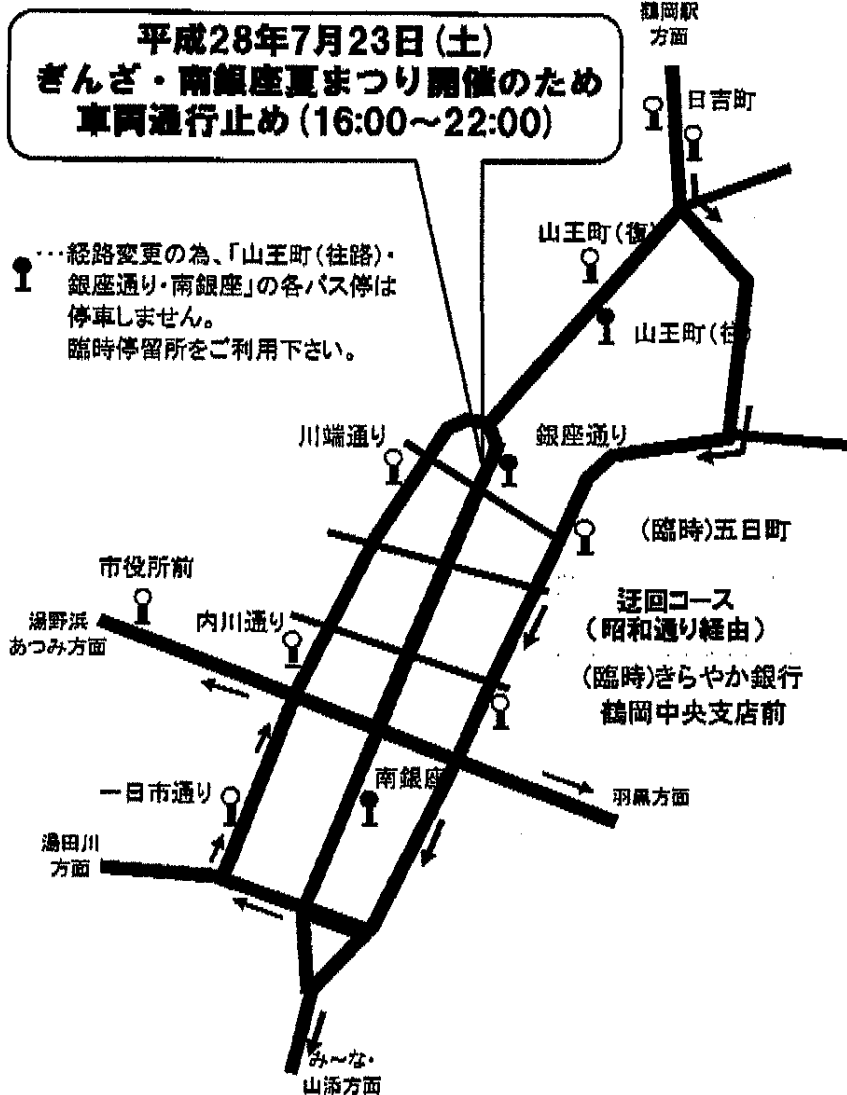 平成28年7月23日(土)
ぎんざ・南銀座夏まつり開催のため
車両通行止め(16:00～22:00)
鶴岡駅
方面
日吉町
…経路変更の為、「山王町(往路)・
銀座通り・南銀座」の各バス停は
停車しません。
臨時停留所をご利用下さい。
山王町(復)
山王町(往)
川端通り
銀座通り
(臨時)五日町
市役所前
湯野浜
あつみ方面
内川通り
迂回コース
(昭和通り経由)
(臨時)きらやか銀行
鶴岡中央支店前
一日市通り
南銀座
羽黒方面
湯田川
方面
み～な・
山添方面